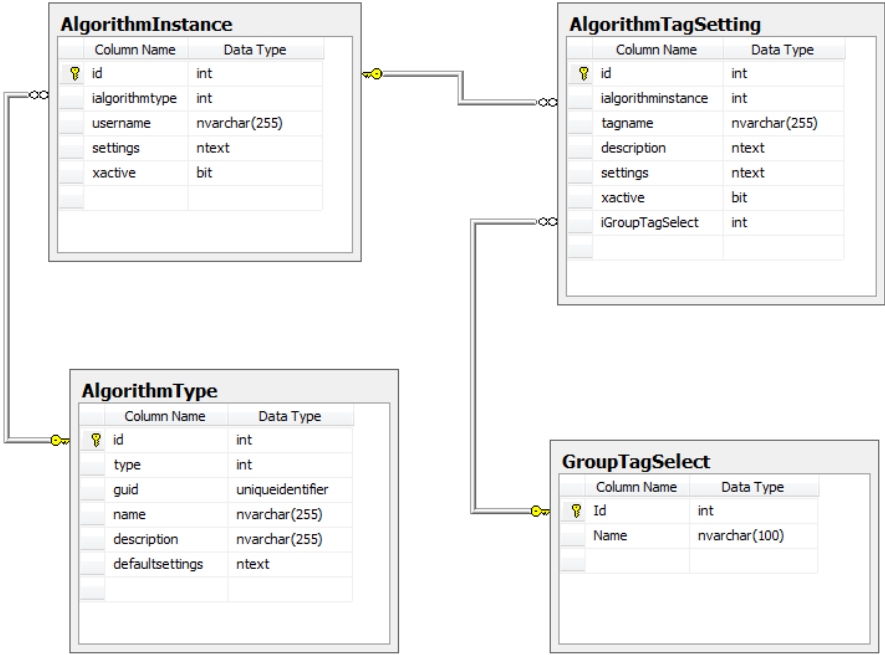 AlgorithmInstance
Column Name Data Type
id int
ialgorithmtype int
username nvarchar(255)
settings ntext
xactive bit
AlgorithmTagSetting
Column Name Data Type
id int
ialgorithminstance int
tagname nvarchar(255)
description ntext
settings ntext
xactive bit
iGroupTagSelect int
AlgorithmType
Column Name Data Type
id int
type int
guid uniqueidentifier
name nvarchar(255)
description nvarchar(255)
defaultsettings ntext
GroupTagSelect
Column Name Data Type
Id int
Name nvarchar(100)